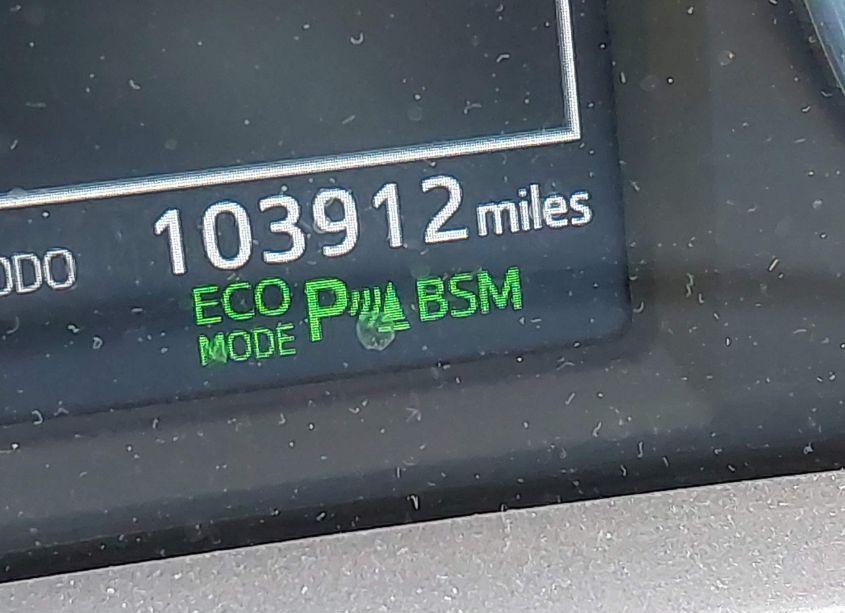 ODO 103912 miles
ECO P BSM
MODE